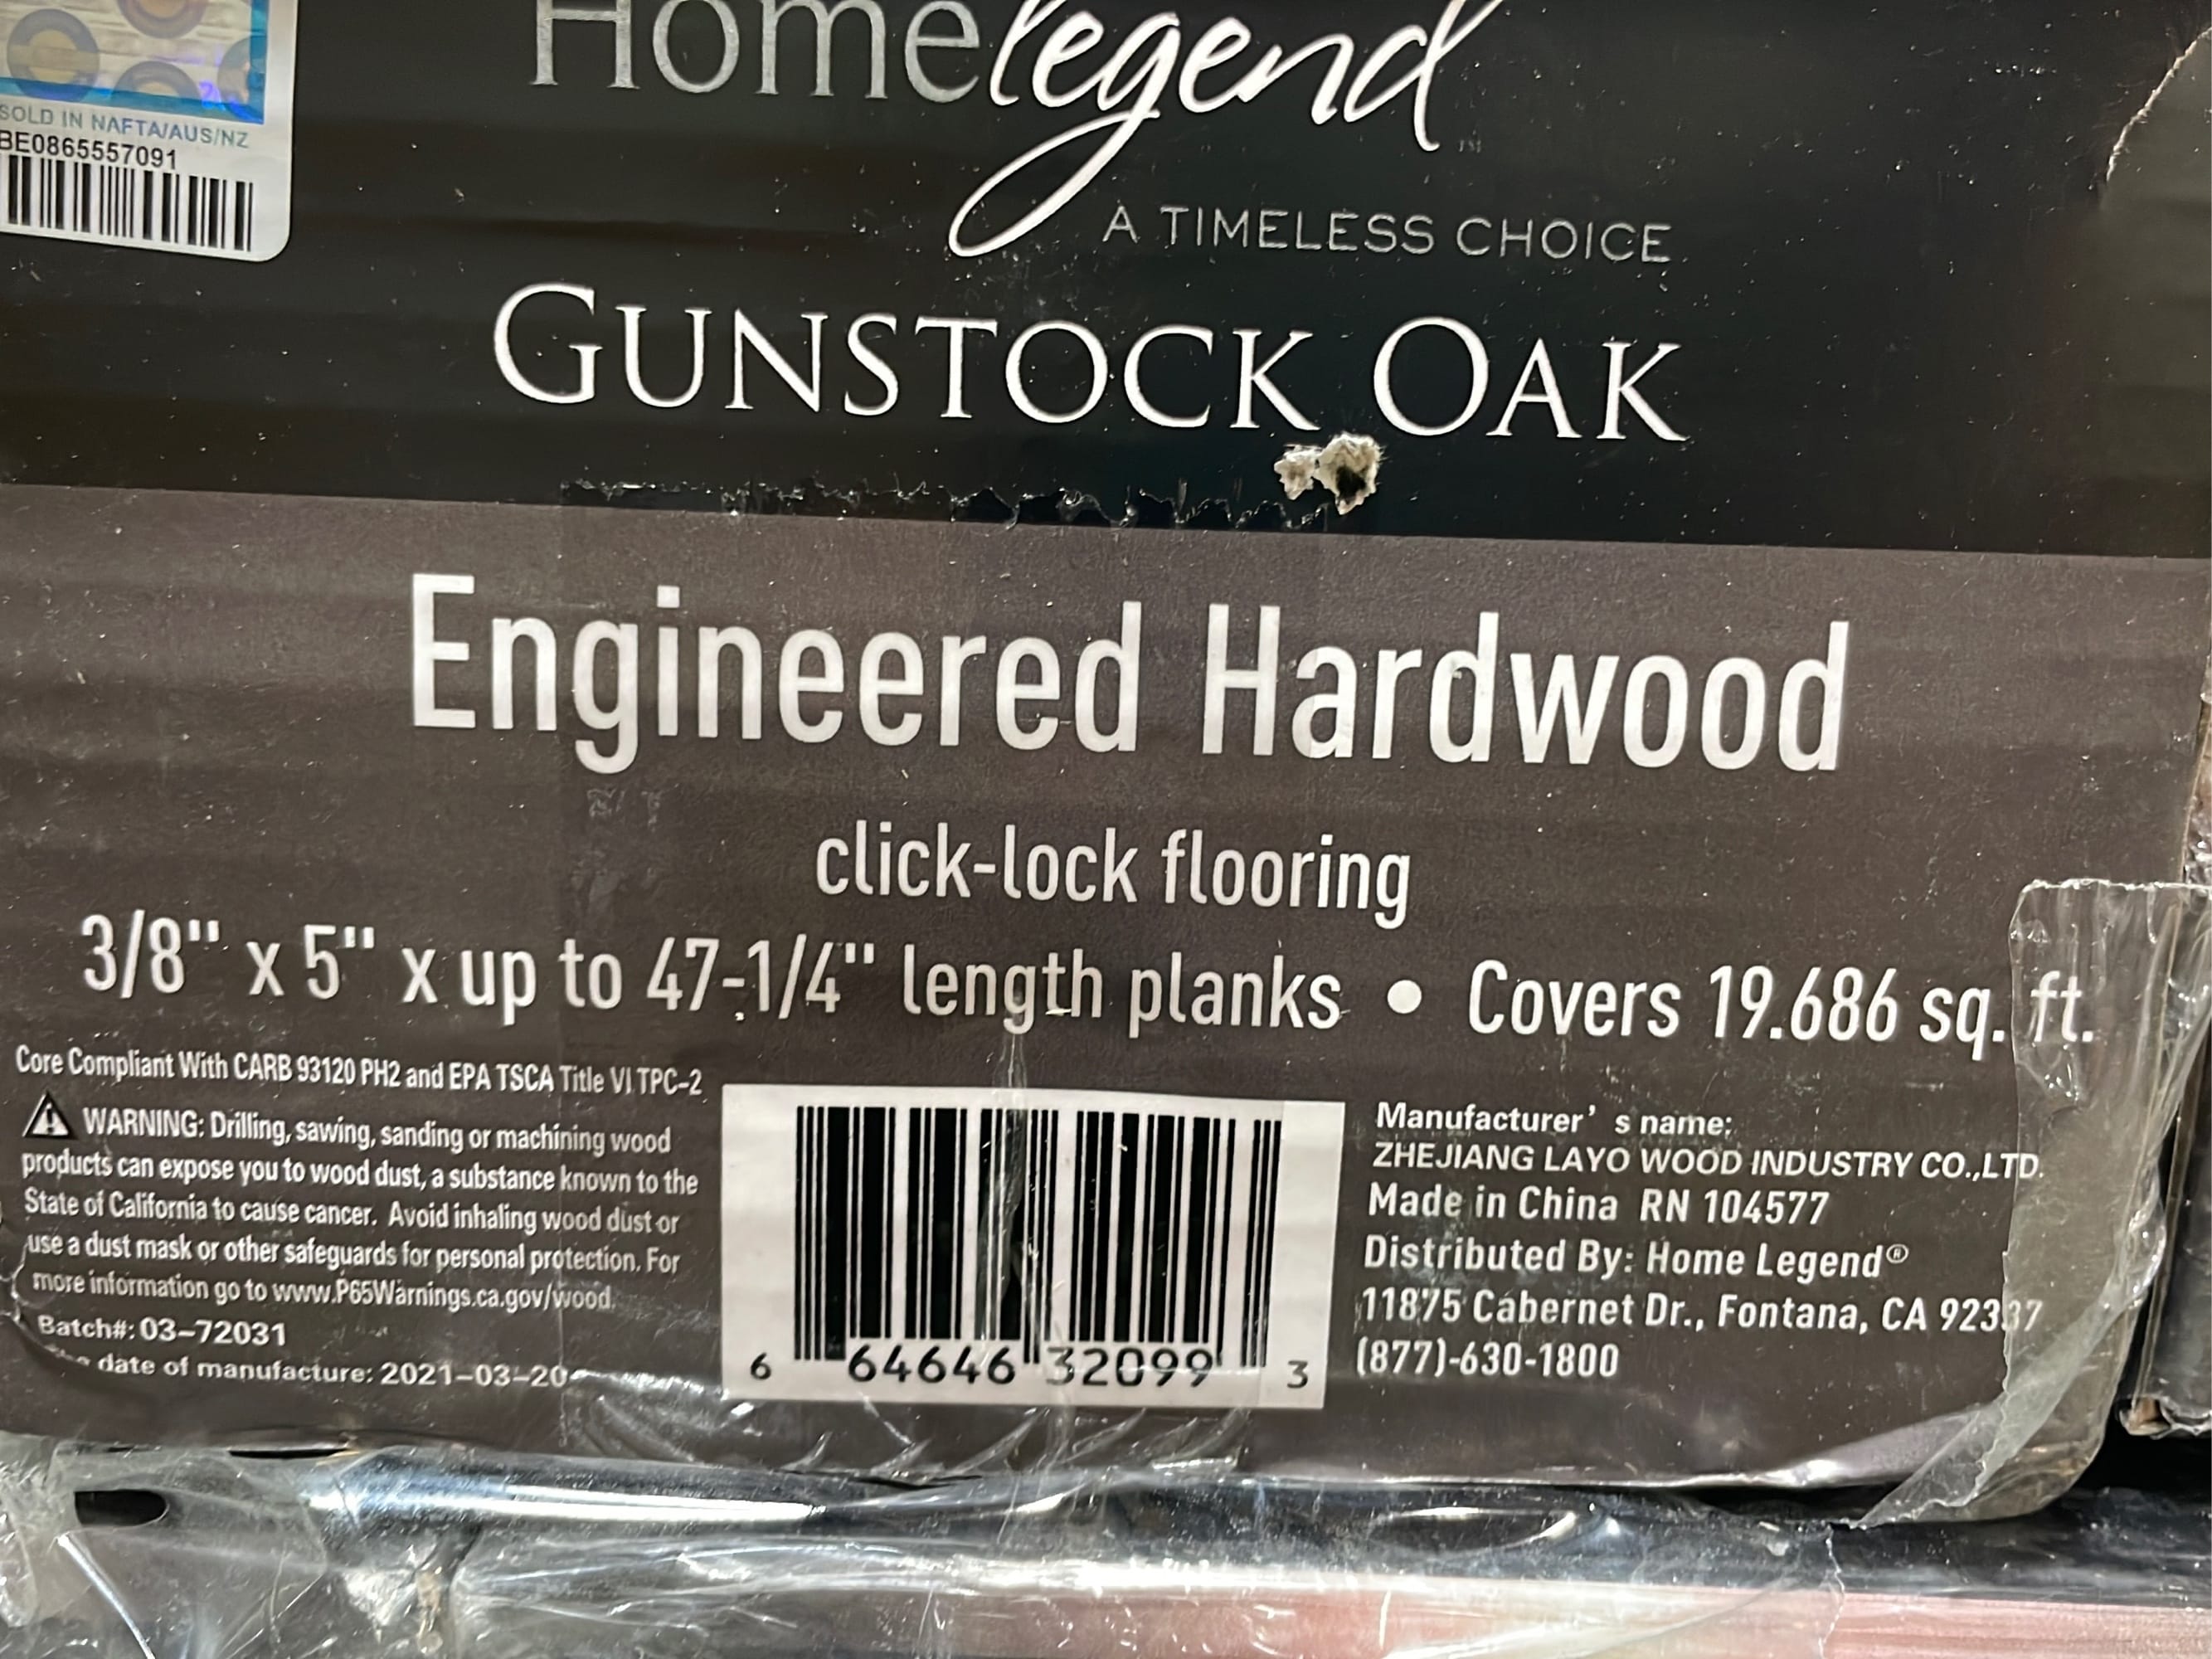 Homelegend™
SOLD IN NAFTA/AUS/NZ
BE0865557091
A TIMELESS CHOICE
GUNSTOCK OAK
Engineered Hardwood
click-lock flooring
3/8" x 5" x up to 47-1/4" length planks • Covers 19.686 sq. ft.
Core Compliant With CARB 93120 PH2 and EPA TSCA Title VI TPC-2
WARNING: Drilling, sawing, sanding or machining wood
products can expose you to wood dust, a substance known to the
State of California to cause cancer. Avoid inhaling wood dust or
use a dust mask or other safeguards for personal protection. For
more information go to www.P65Warnings.ca.gov/wood.
Batch#: 03-72031
date of manufacture: 2021-03-20
6 64646 32099 3
Manufacturer's name:
ZHEJIANG LAYO WOOD INDUSTRY CO.,LTD.
Made in China RN 104577
Distributed By: Home Legend®
11875 Cabernet Dr., Fontana, CA 92337
(877)-630-1800